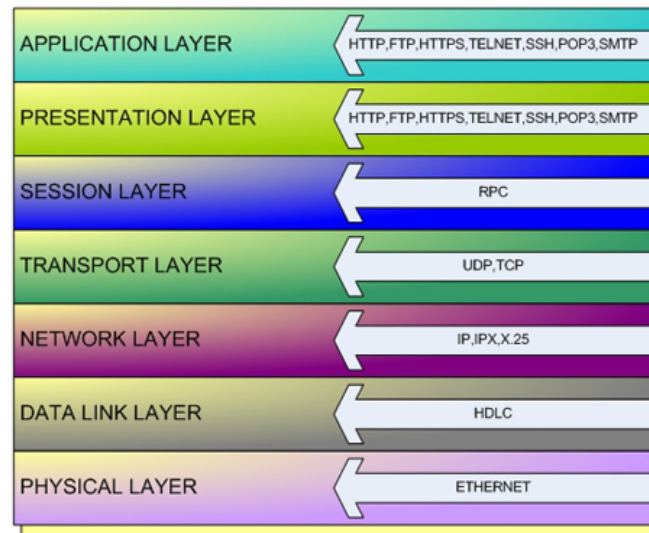 APPLICATION LAYER HTTP,FTP,HTTPS,TELNET,SSH,POP3,SMTP
PRESENTATION LAYER HTTP,FTP,HTTPS,TELNET,SSH,POP3,SMTP
SESSION LAYER RPC
TRANSPORT LAYER UDP,TCP
NETWORK LAYER IP,IPX,X.25
DATA LINK LAYER HDLC
PHYSICAL LAYER ETHERNET